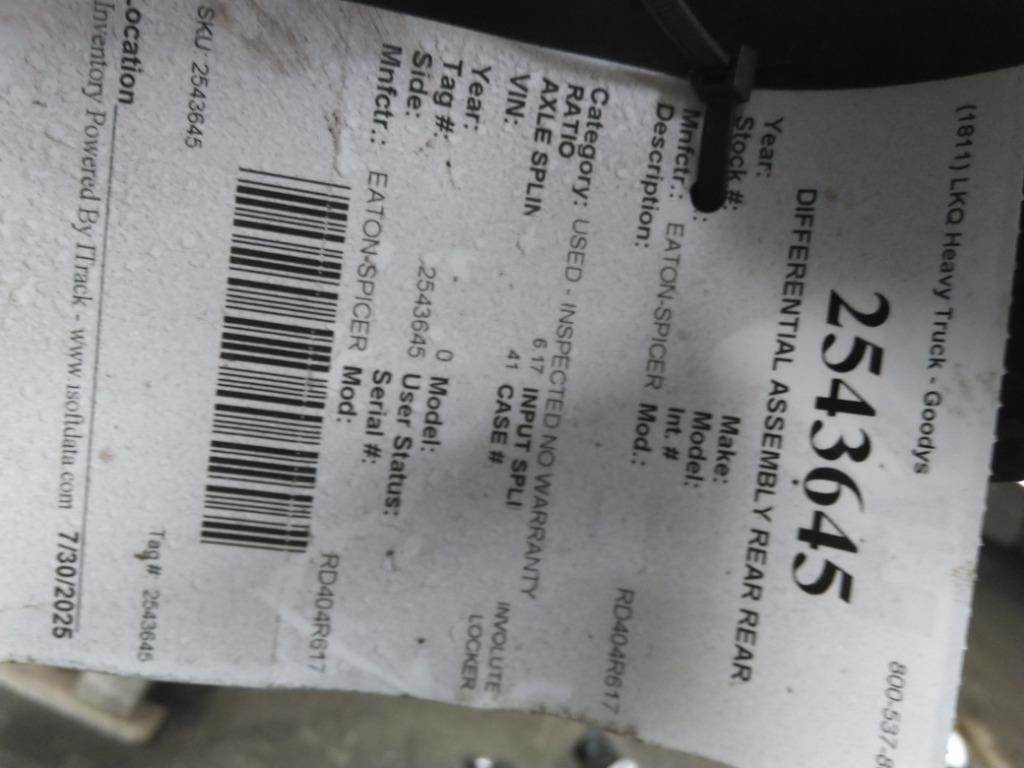 (1811) LKQ Heavy Truck - Goodys 800-537-8
2543645
DIFFERENTIAL ASSEMBLY REAR REAR
Year: Make:
Stock #: Model:
Int. #
Mnfctr.: EATON-SPICER Mod.: RD404R617
Description:
Category: USED - INSPECTED NO WARRANTY
RATIO 6.17 INPUT SPLI INVOLUTE
AXLE SPLIN 41 CASE # LOCKER
VIN:
Year: 0 Model:
Tag #: 2543645 User Status:
Side: Serial #:
Mnfctr.: EATON-SPICER Mod: RD404R617
SKU: 2543645 Tag# 2543645
ocation
Inventory Powered By ITrack - www.isoftdata.com 7/30/2025